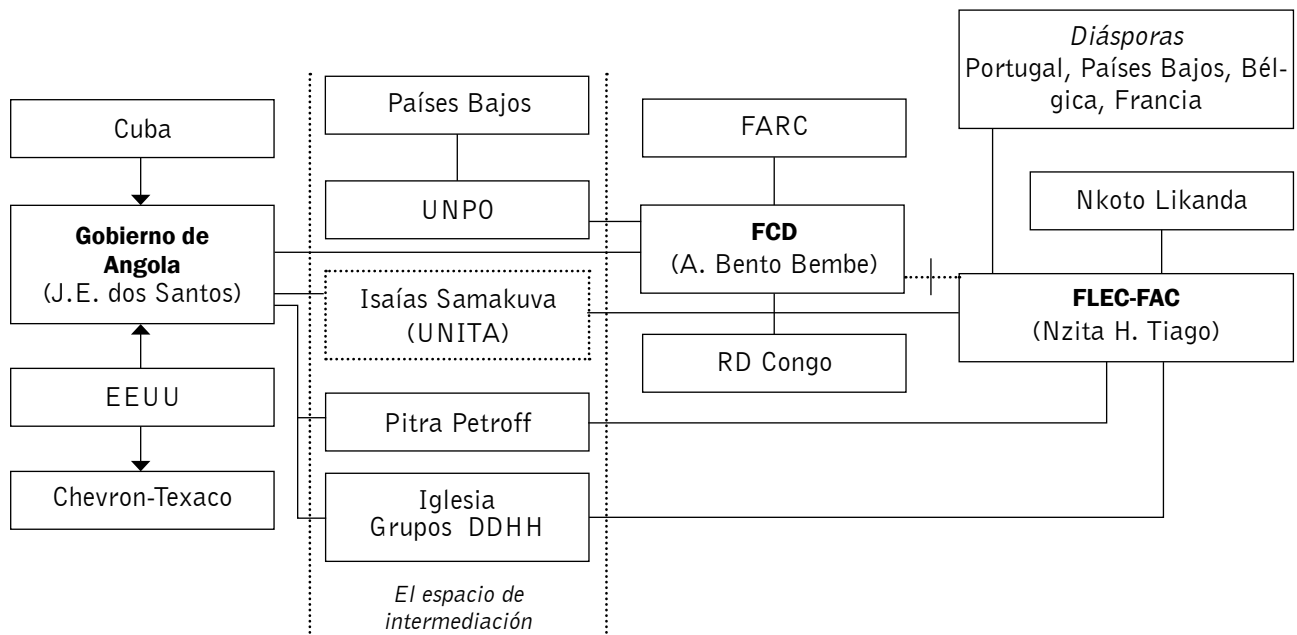 Cuba
Gobierno de
Angola
(J.E. dos Santos)
EEUU
Chevron-Texaco
Países Bajos
UNPO
Isaías Samakuva
(UNITA)
Pitra Petroff
Iglesia
Grupos DDHH
El espacio de
intermediación
FARC
FCD
(A. Bento Bembe)
RD Congo
Diásporas
Portugal, Países Bajos, Bél-
gica, Francia
Nkoto Likanda
FLEC-FAC
(Nzita H. Tiago)